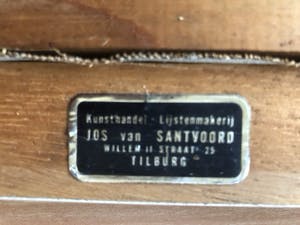 Kunsthandel - Lijstenmakerij
JOS van SANTVOORD
WILLEM II STRAAT 25
TILBURG